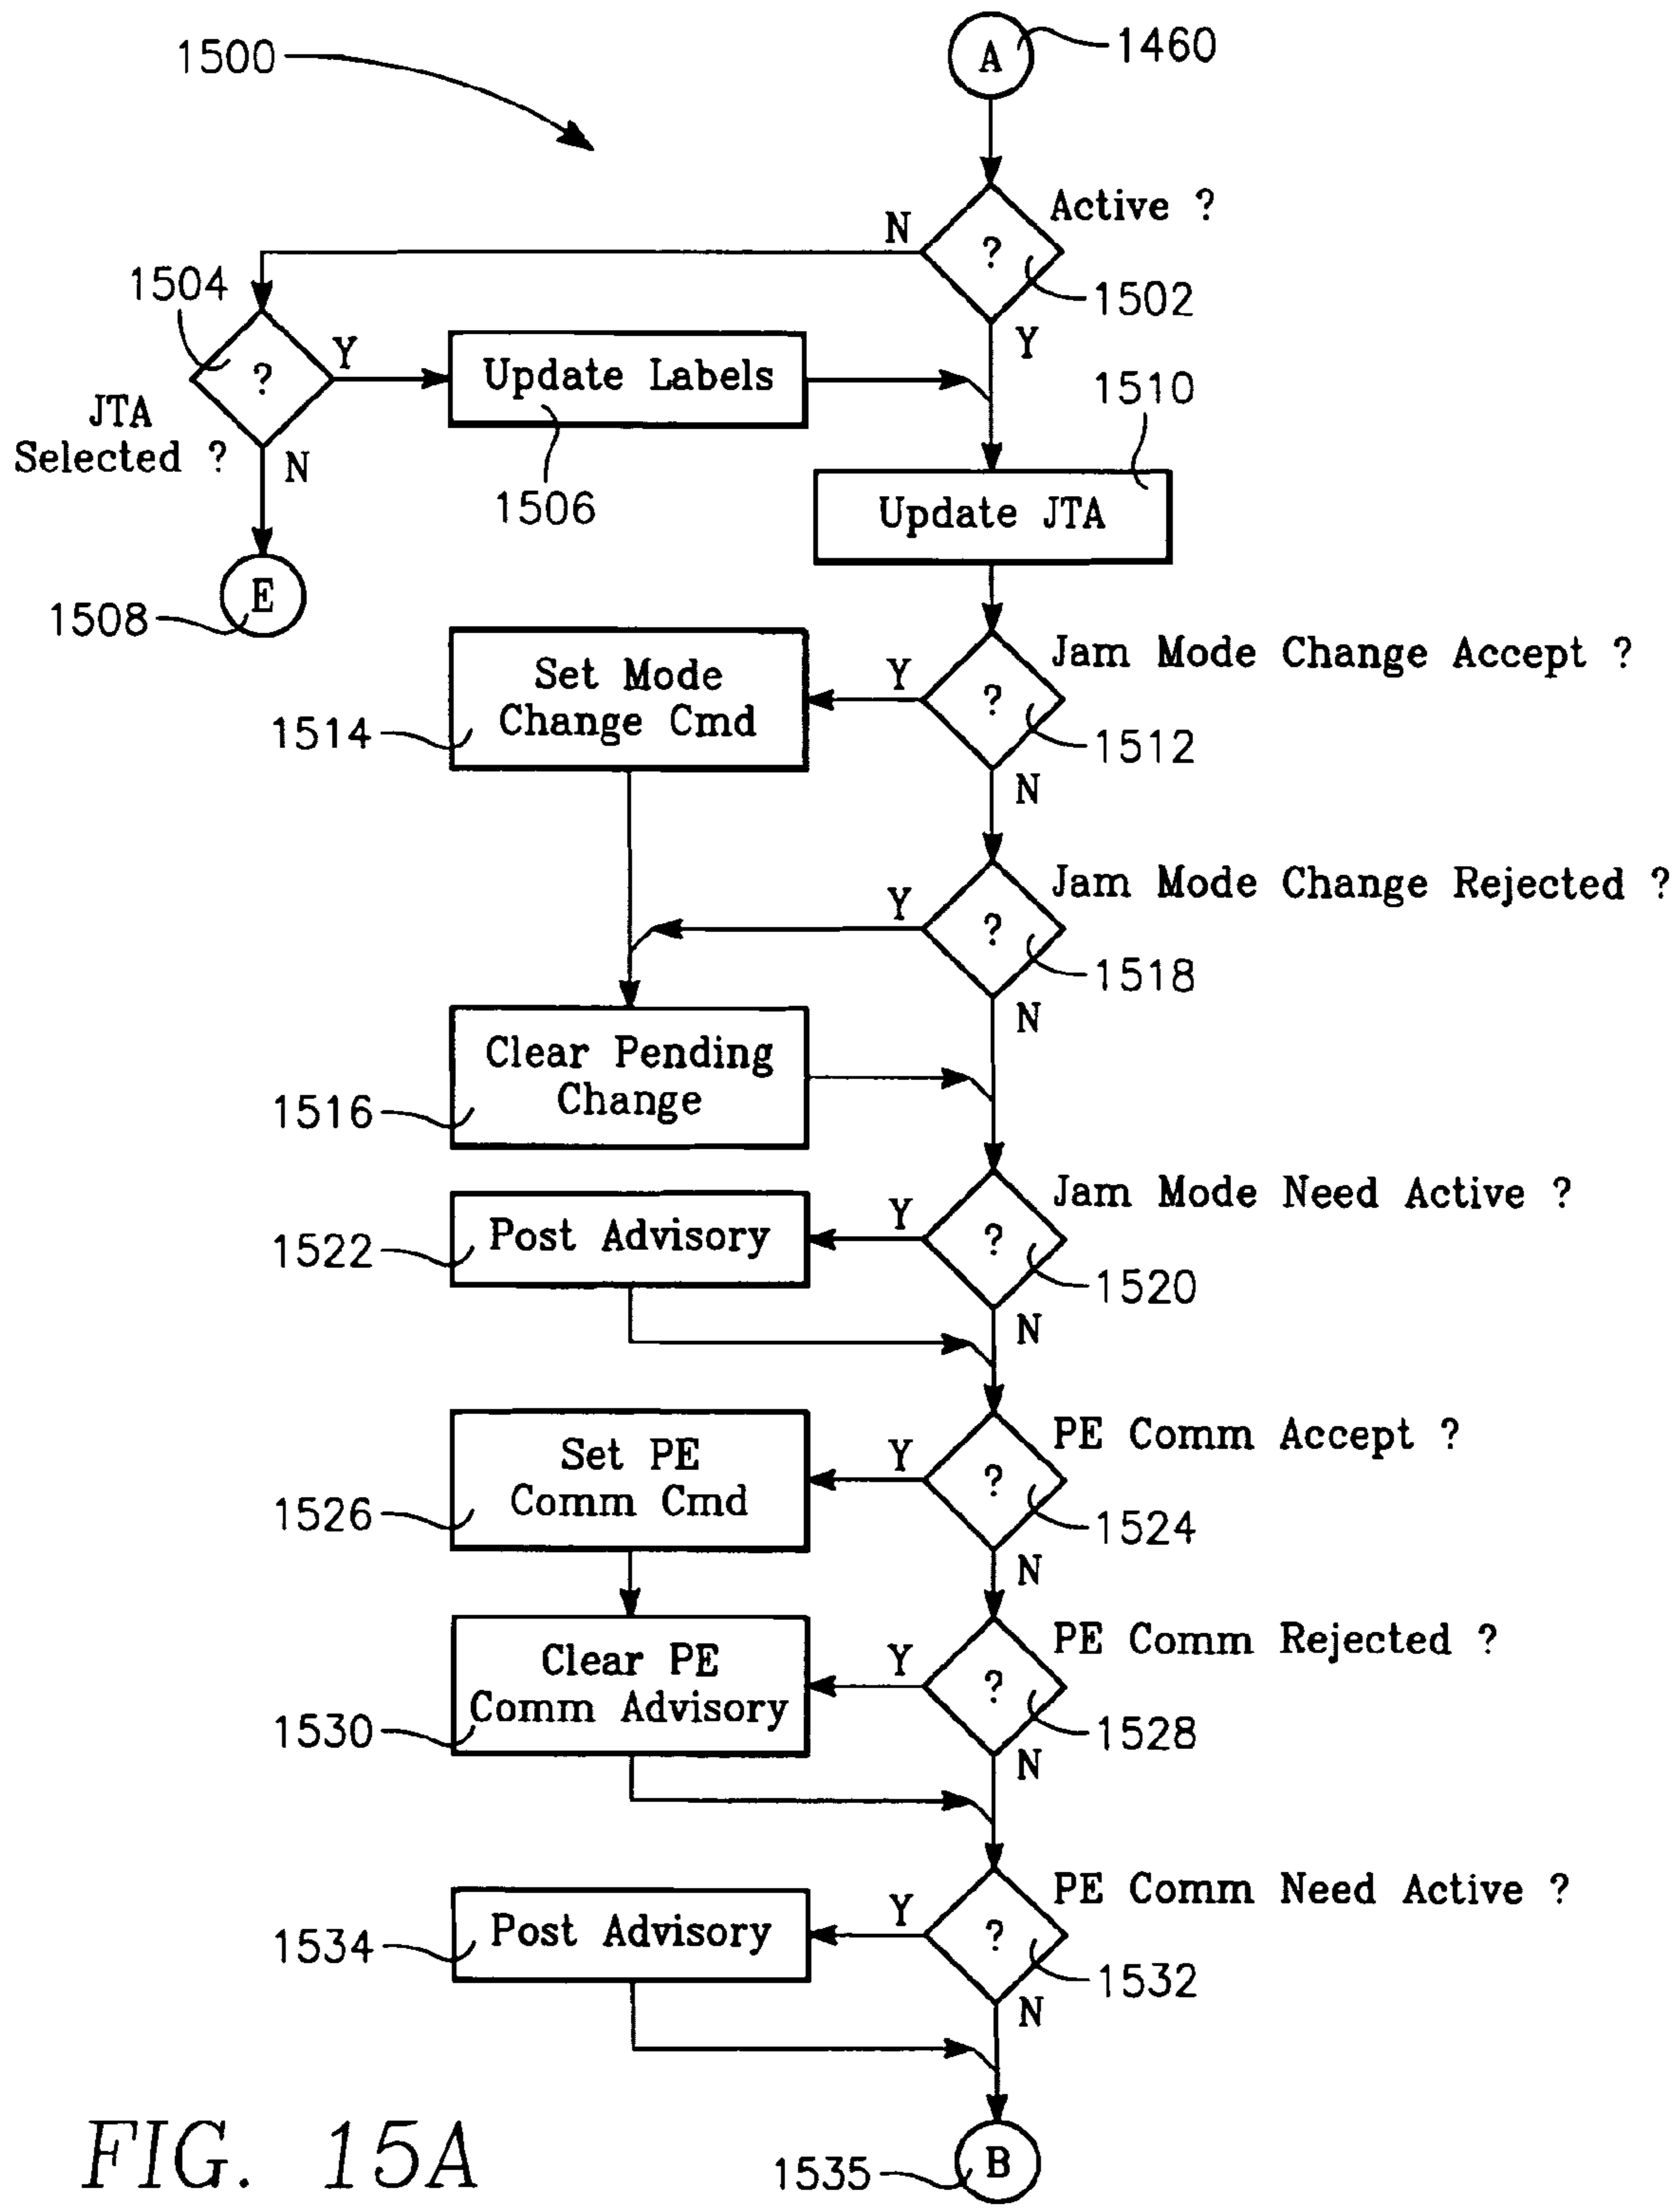 1500
A
1460
Active ?
N
?
1502
Y
1504
?
Y
JTA
Selected ?
N
Update Labels
1506
1510
Update JTA
E
1508
Jam Mode Change Accept ?
Y
?
1512
N
Set Mode
Change Cmd
1514
Jam Mode Change Rejected ?
Y
?
1518
N
Clear Pending
Change
1516
Jam Mode Need Active ?
Y
?
1520
N
Post Advisory
1522
PE Comm Accept ?
Y
?
1524
N
Set PE
Comm Cmd
1526
PE Comm Rejected ?
Y
?
1528
N
Clear PE
Comm Advisory
1530
PE Comm Need Active ?
Y
?
1532
N
Post Advisory
1534
B
1535
FIG. 15A